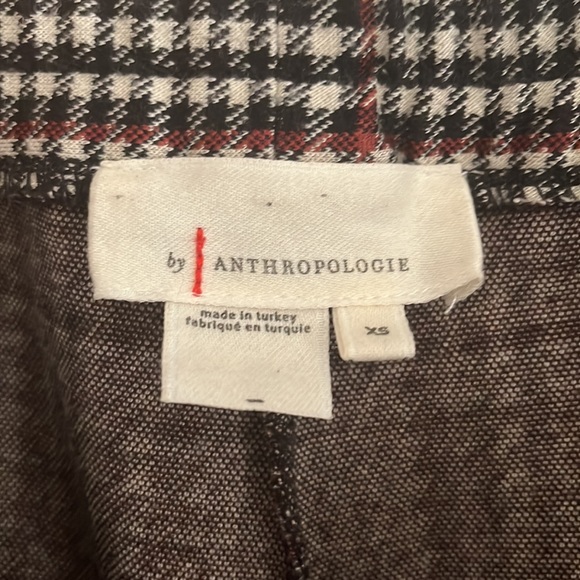 by ANTHROPOLOGIE
made in turkey
fabriqué en turquie
XS